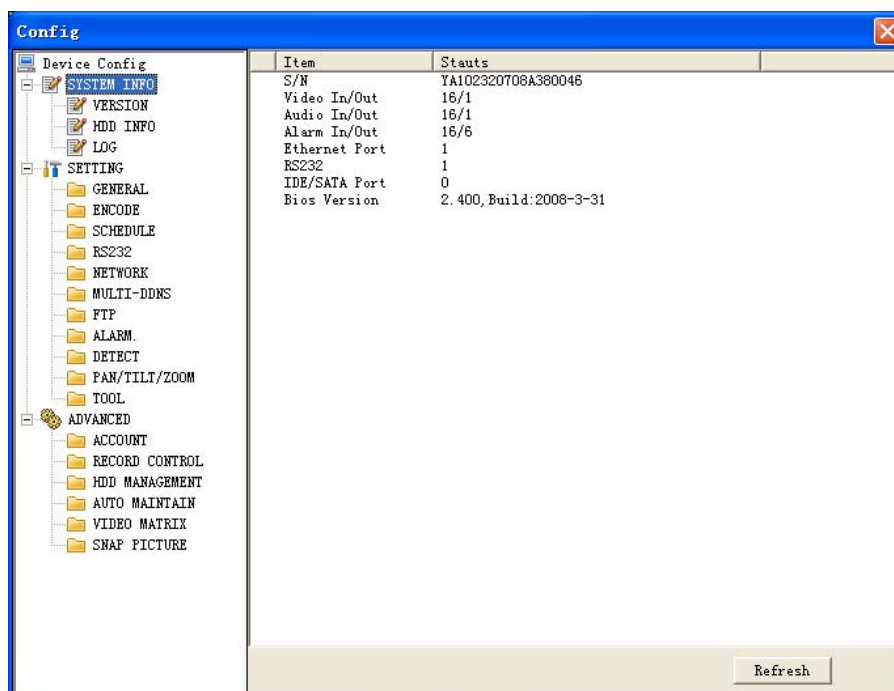 Config
Device Config
SYSTEM INFO
VERSION
HDD INFO
LOG
SETTING
GENERAL
ENCODE
SCHEDULE
RS232
NETWORK
MULTI-DDNS
FTP
ALARM.
DETECT
PAN/TILT/ZOOM
TOOL
ADVANCED
ACCOUNT
RECORD CONTROL
HDD MANAGEMENT
AUTO MAINTAIN
VIDEO MATRIX
SNAP PICTURE
Item Stauts
S/N YA102320708A380046
Video In/Out 16/1
Audio In/Out 16/1
Alarm In/Out 16/6
Ethernet Port 1
RS232 1
IDE/SATA Port 0
Bios Version 2.400,Build:2008-3-31
Refresh